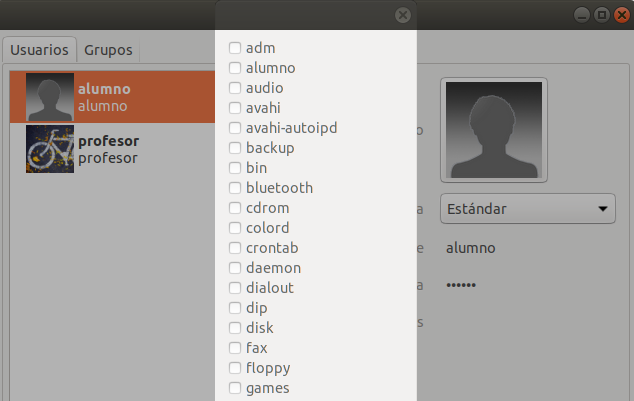 Usuarios Grupos
alumno
alumno
profesor
profesor
adm
alumno
audio
avahi
avahi-autoipd
backup
bin
bluetooth
cdrom
colord
crontab
daemon
dialout
dip
disk
fax
floppy
games
o
a Estándar
e alumno
a ••••••
s